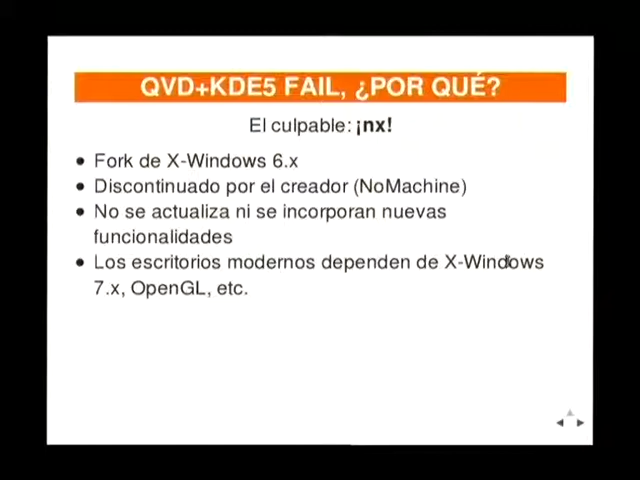 QVD+KDE5 FAIL, ¿POR QUÉ?
El culpable: ¡nx!
● Fork de X-Windows 6.x
● Discontinuado por el creador (NoMachine)
● No se actualiza ni se incorporan nuevas
funcionalidades
● Los escritorios modernos dependen de X-Windows
7.x, OpenGL, etc.